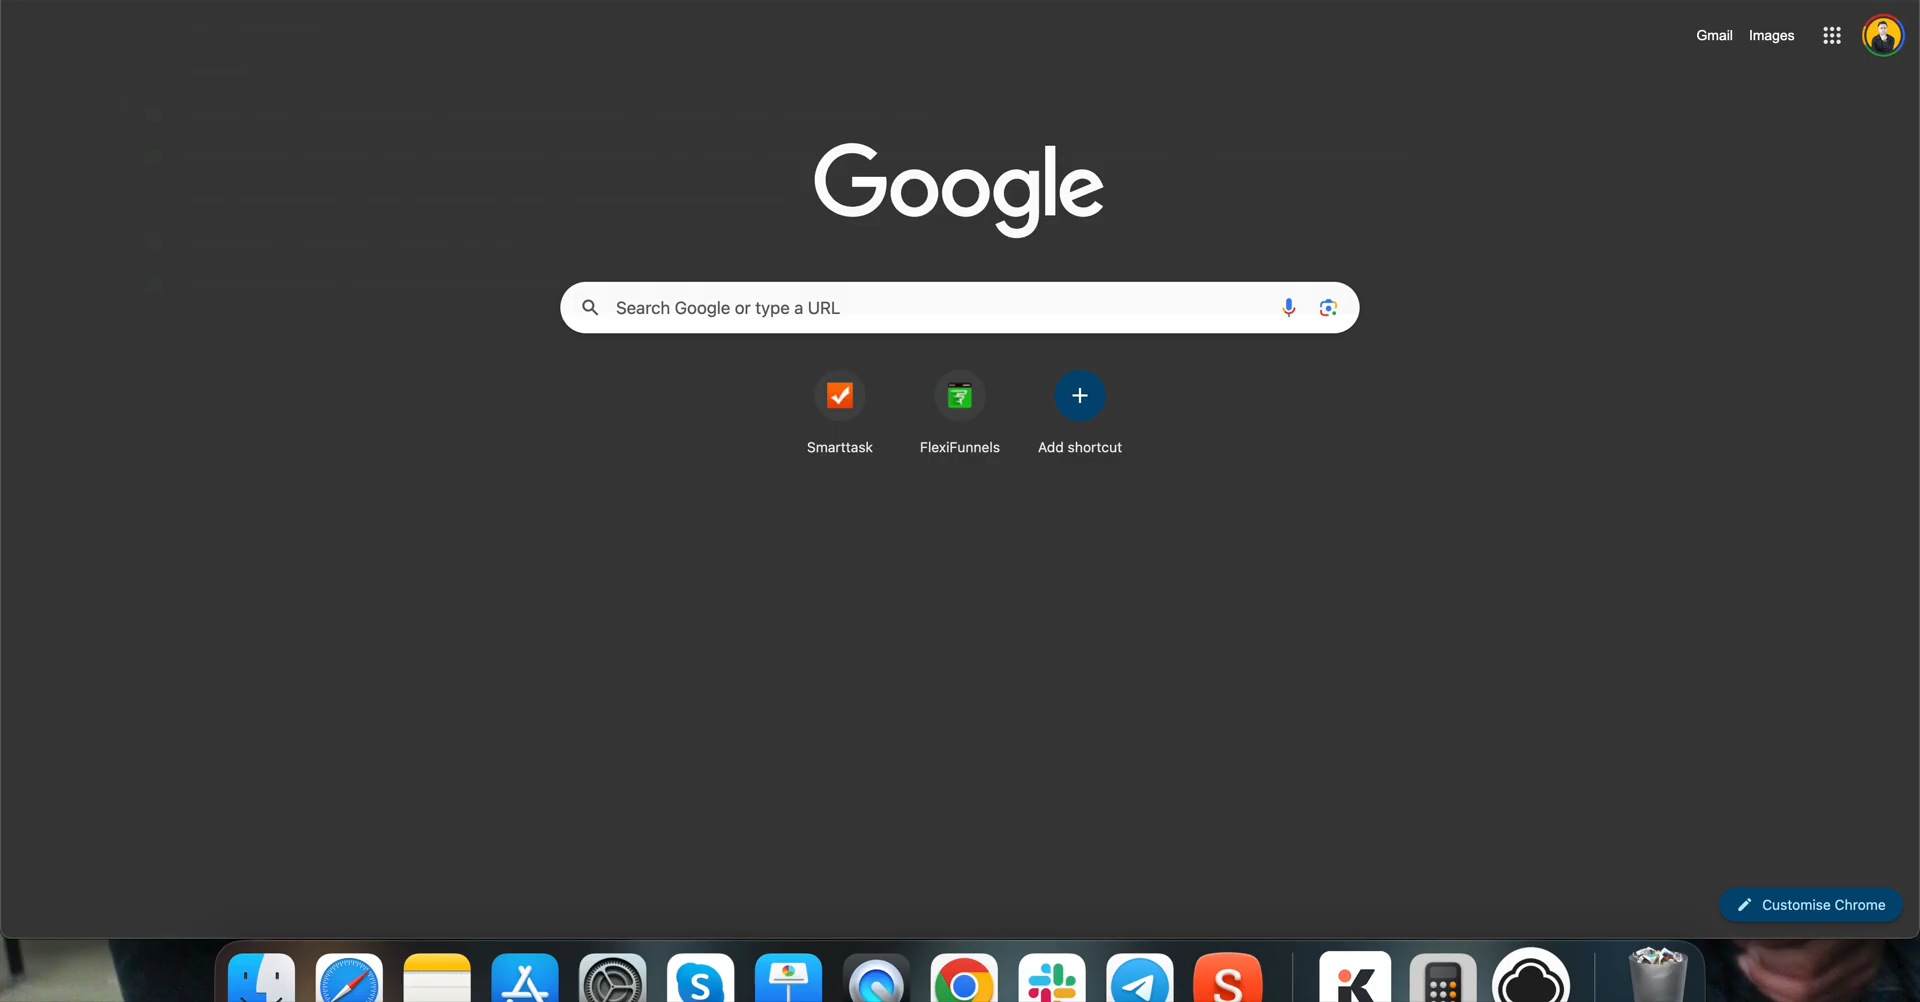 Gmail Images
Google
Search Google or type a URL
Smarttask FlexiFunnels Add shortcut
Customise Chrome